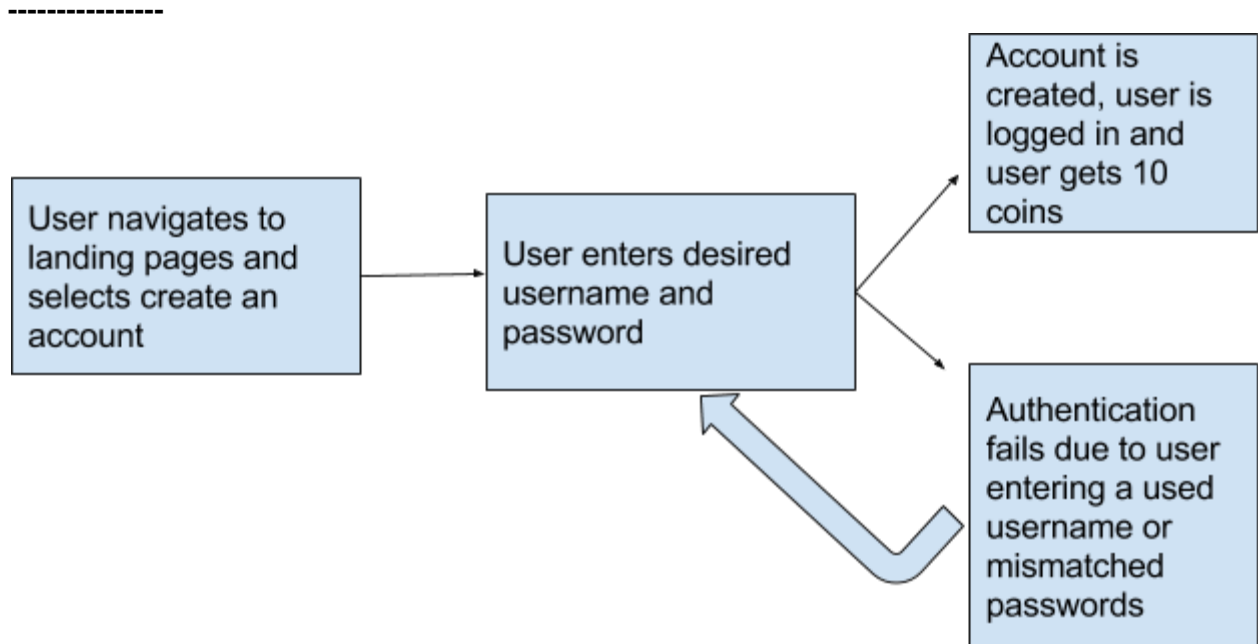 ----------------
User navigates to
landing pages and
selects create an
account
User enters desired
username and
password
Account is
created, user is
logged in and
user gets 10
coins
Authentication
fails due to user
entering a used
username or
mismatched
passwords